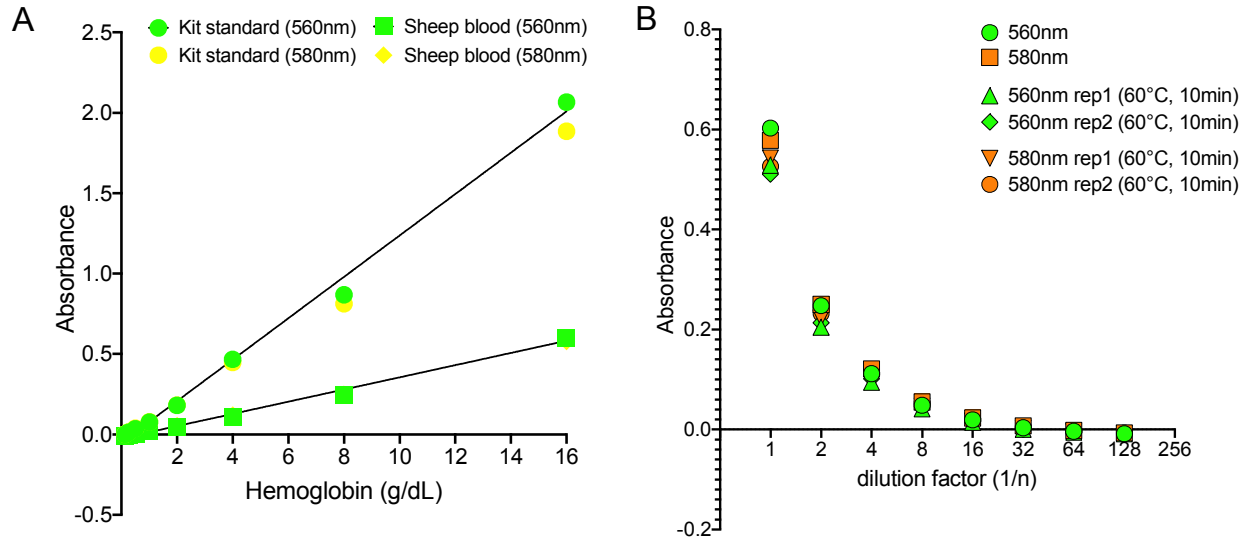 A
Kit standard (560nm)
Sheep blood (560nm)
Kit standard (580nm)
Sheep blood (580nm)
2.5
2.0
1.5
1.0
0.5
0.0
-0.5
Absorbance
2 4 6 8 10 12 14 16
Hemoglobin (g/dL)
B
560nm
580nm
560nm rep1 (60°C, 10min)
560nm rep2 (60°C, 10min)
580nm rep1 (60°C, 10min)
580nm rep2 (60°C, 10min)
0.8
0.6
0.4
0.2
0.0
-0.2
Absorbance
1 2 4 8 16 32 64 128 256
dilution factor (1/n)